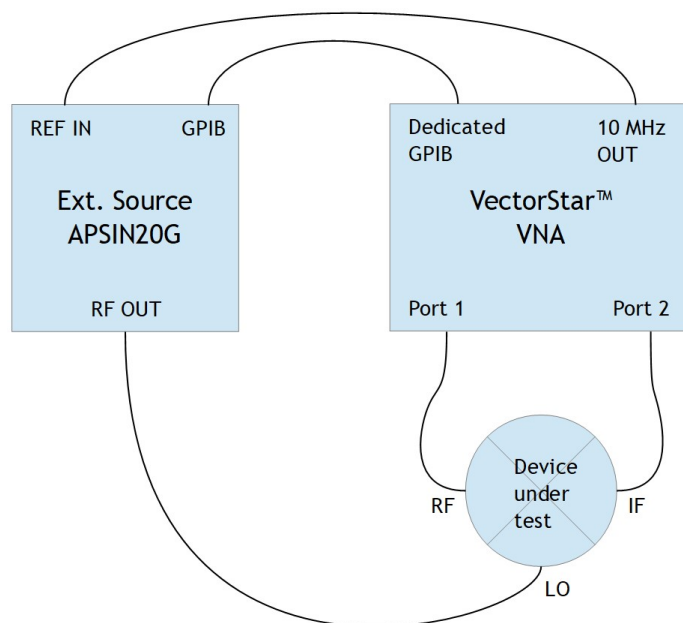 REF IN
GPIB
Ext. Source
APSIN20G
RF OUT
Dedicated
GPIB
10 MHz
OUT
VectorStar™
VNA
Port 1
Port 2
Device
under
test
RF
IF
LO